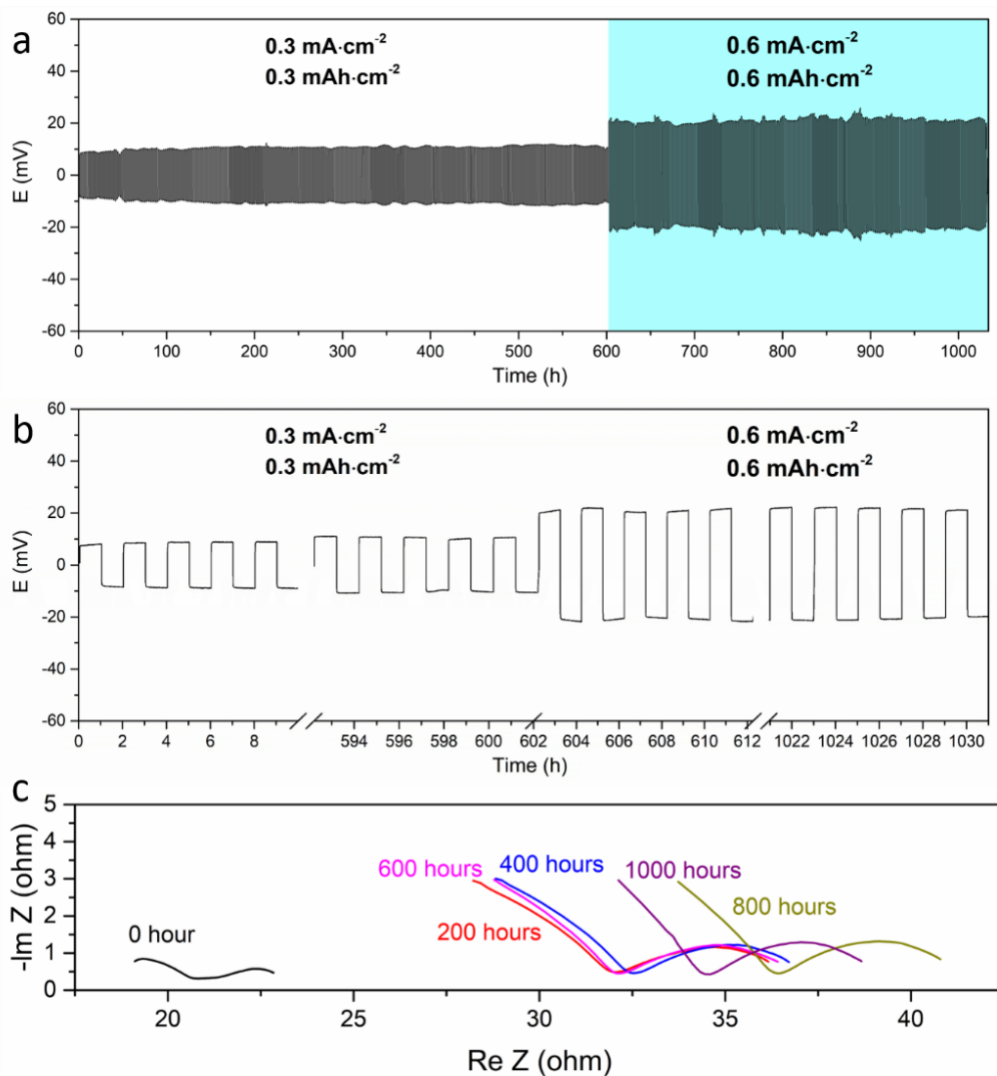 a
0.3 mA·cm-2
0.3 mAh·cm-2
0.6 mA·cm-2
0.6 mAh·cm-2
60
40
20
0
-20
-40
-60
E (mV)
0 100 200 300 400 500 600 700 800 900 1000
Time (h)
b
0.3 mA·cm-2
0.3 mAh·cm-2
0.6 mA·cm-2
0.6 mAh·cm-2
60
40
20
0
-20
-40
-60
E (mV)
0 2 4 6 8 594 596 598 600 602 604 606 608 610 612 1022 1024 1026 1028 1030
Time (h)
c
5
4
3
2
1
0
-Im Z (ohm)
0 hour
600 hours
400 hours
1000 hours
200 hours
800 hours
20 25 30 35 40
Re Z (ohm)